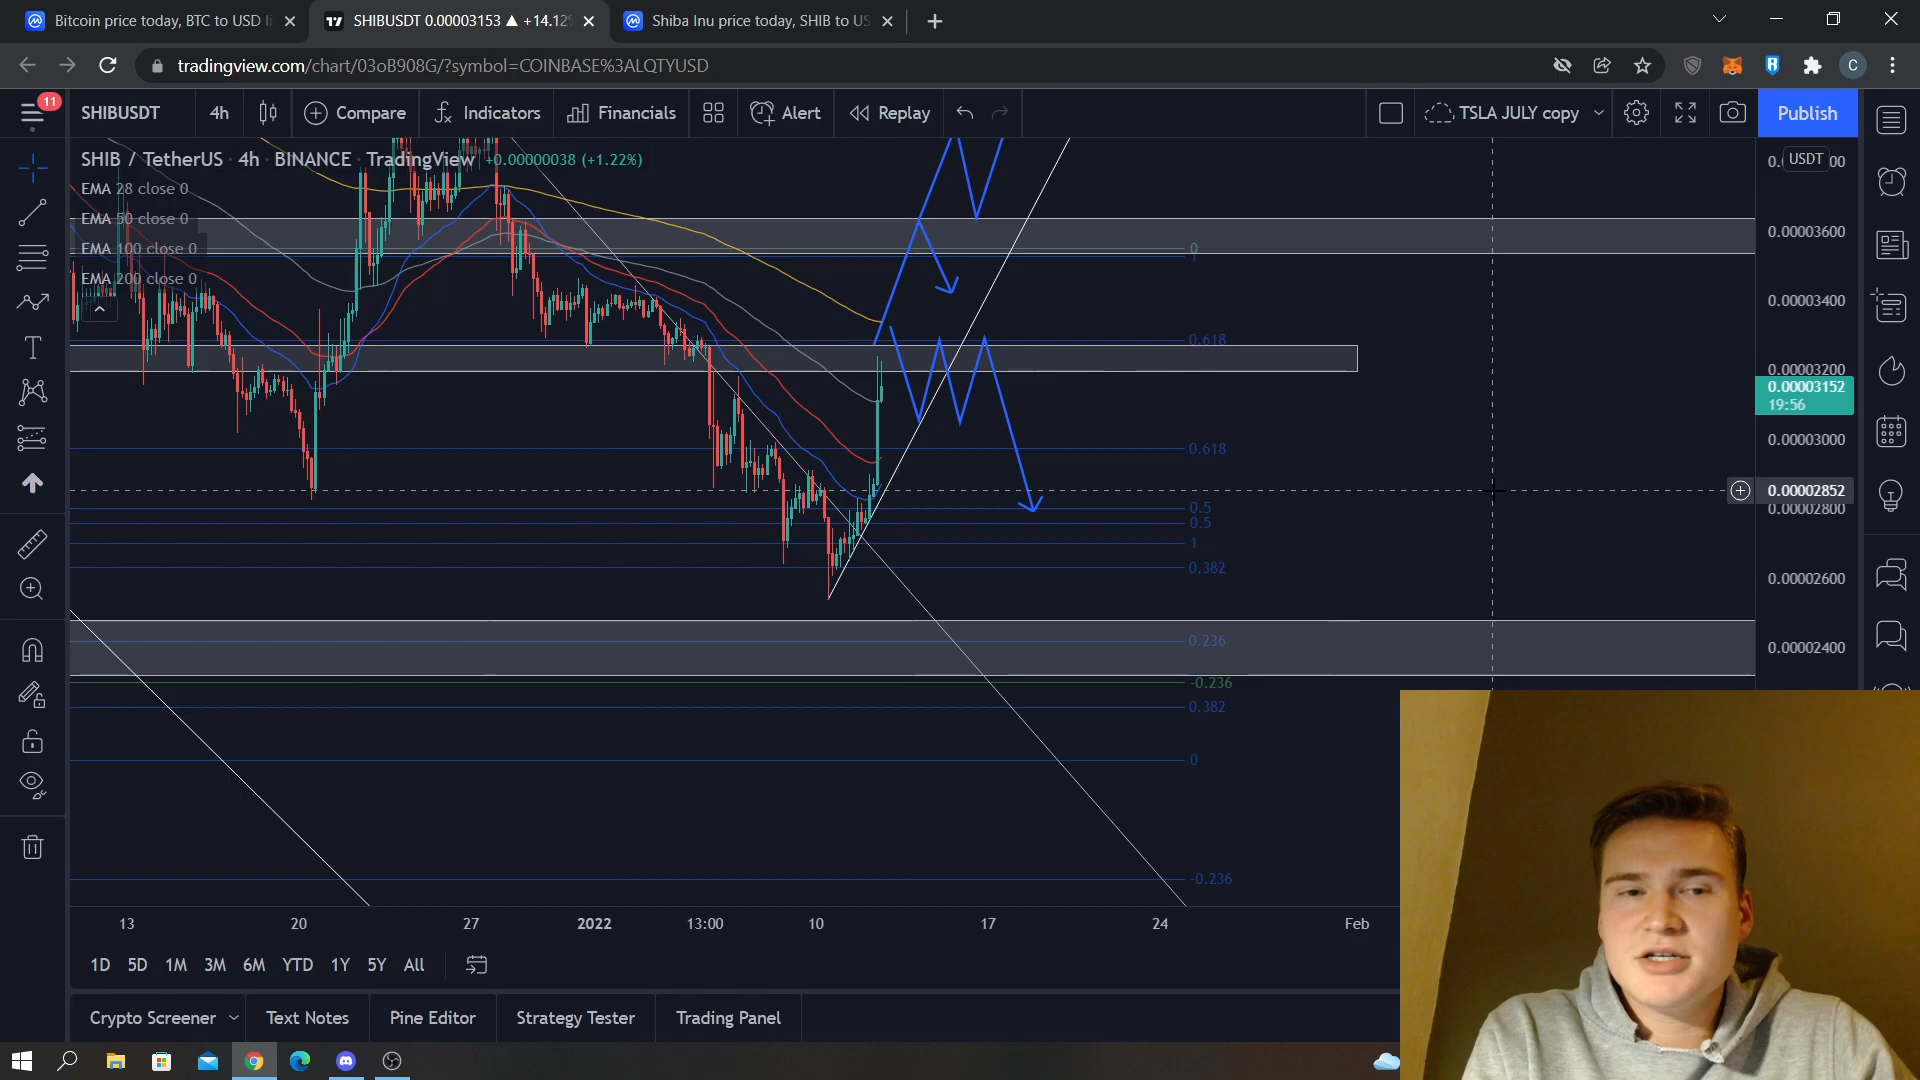 Bitcoin price today, BTC to USD li
SHIBUSDT 0.00003153 ▲ +14.12%
Shiba Inu price today, SHIB to US
tradingview.com/chart/03oB908G/?symbol=COINBASE%3ALQTYUSD
C
11
SHIBUSDT
4h
Compare
Indicators
Financials
Alert
Replay
TSLA JULY copy
Publish
SHIB / TetherUS · 4h · BINANCE · TradingView +0.00000038 (+1.22%)
EMA 28 close 0
EMA 50 close 0
EMA 100 close 0
EMA 200 close 0
USDT
0
1
0.618
0.618
0.5
0.5
1
0.382
0.236
-0.236
0.382
0
-0.236
0.00003600
0.00003400
0.00003200
0.00003152
19:56
0.00003000
0.00002852
0.00002800
0.00002600
0.00002400
13
20
27
2022
13:00
10
17
24
Feb
1D
5D
1M
3M
6M
YTD
1Y
5Y
All
Crypto Screener
Text Notes
Pine Editor
Strategy Tester
Trading Panel